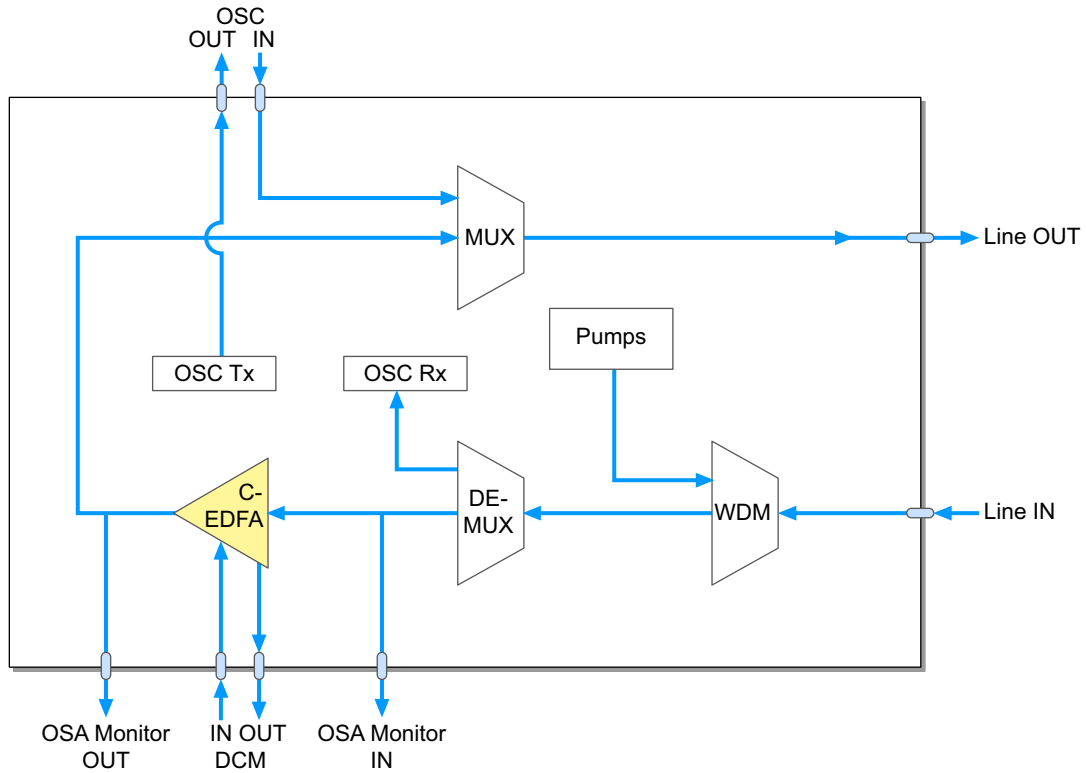 OSC
OUT IN
MUX
Line OUT
Pumps
OSC Tx
OSC Rx
C-
EDFA
DE-
MUX
WDM
Line IN
OSA Monitor
OUT
IN OUT
DCM
OSA Monitor
IN